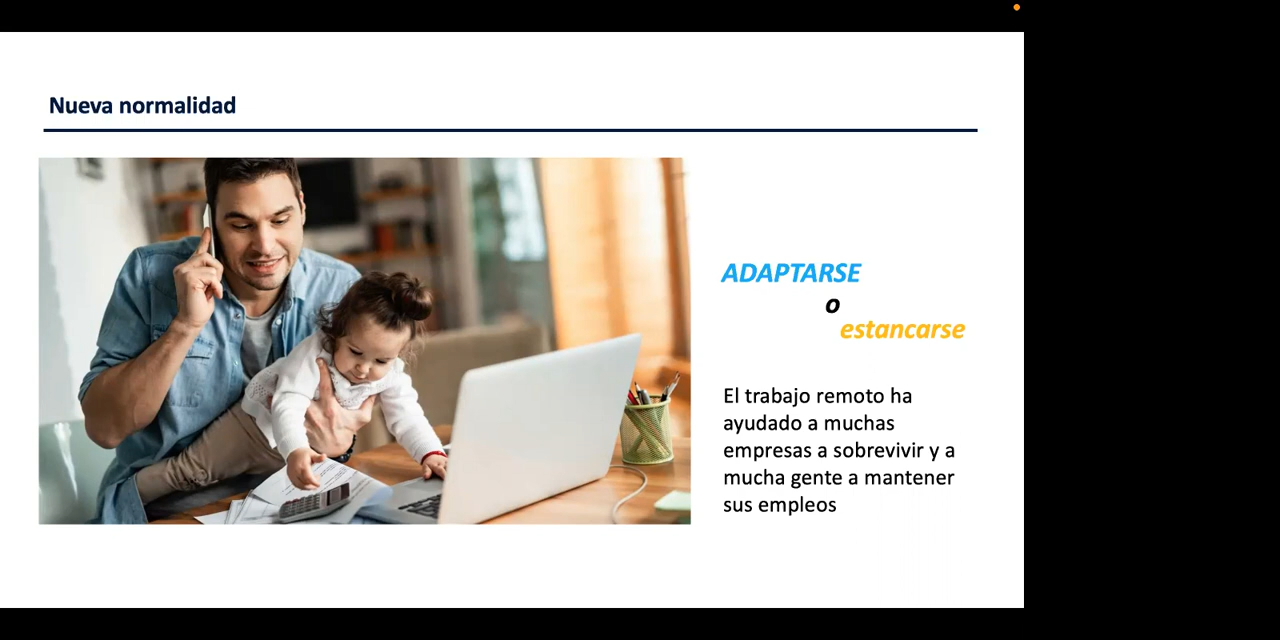 Nueva normalidad
ADAPTARSE
o
estancarse
El trabajo remoto ha
ayudado a muchas
empresas a sobrevivir y a
mucha gente a mantener
sus empleos